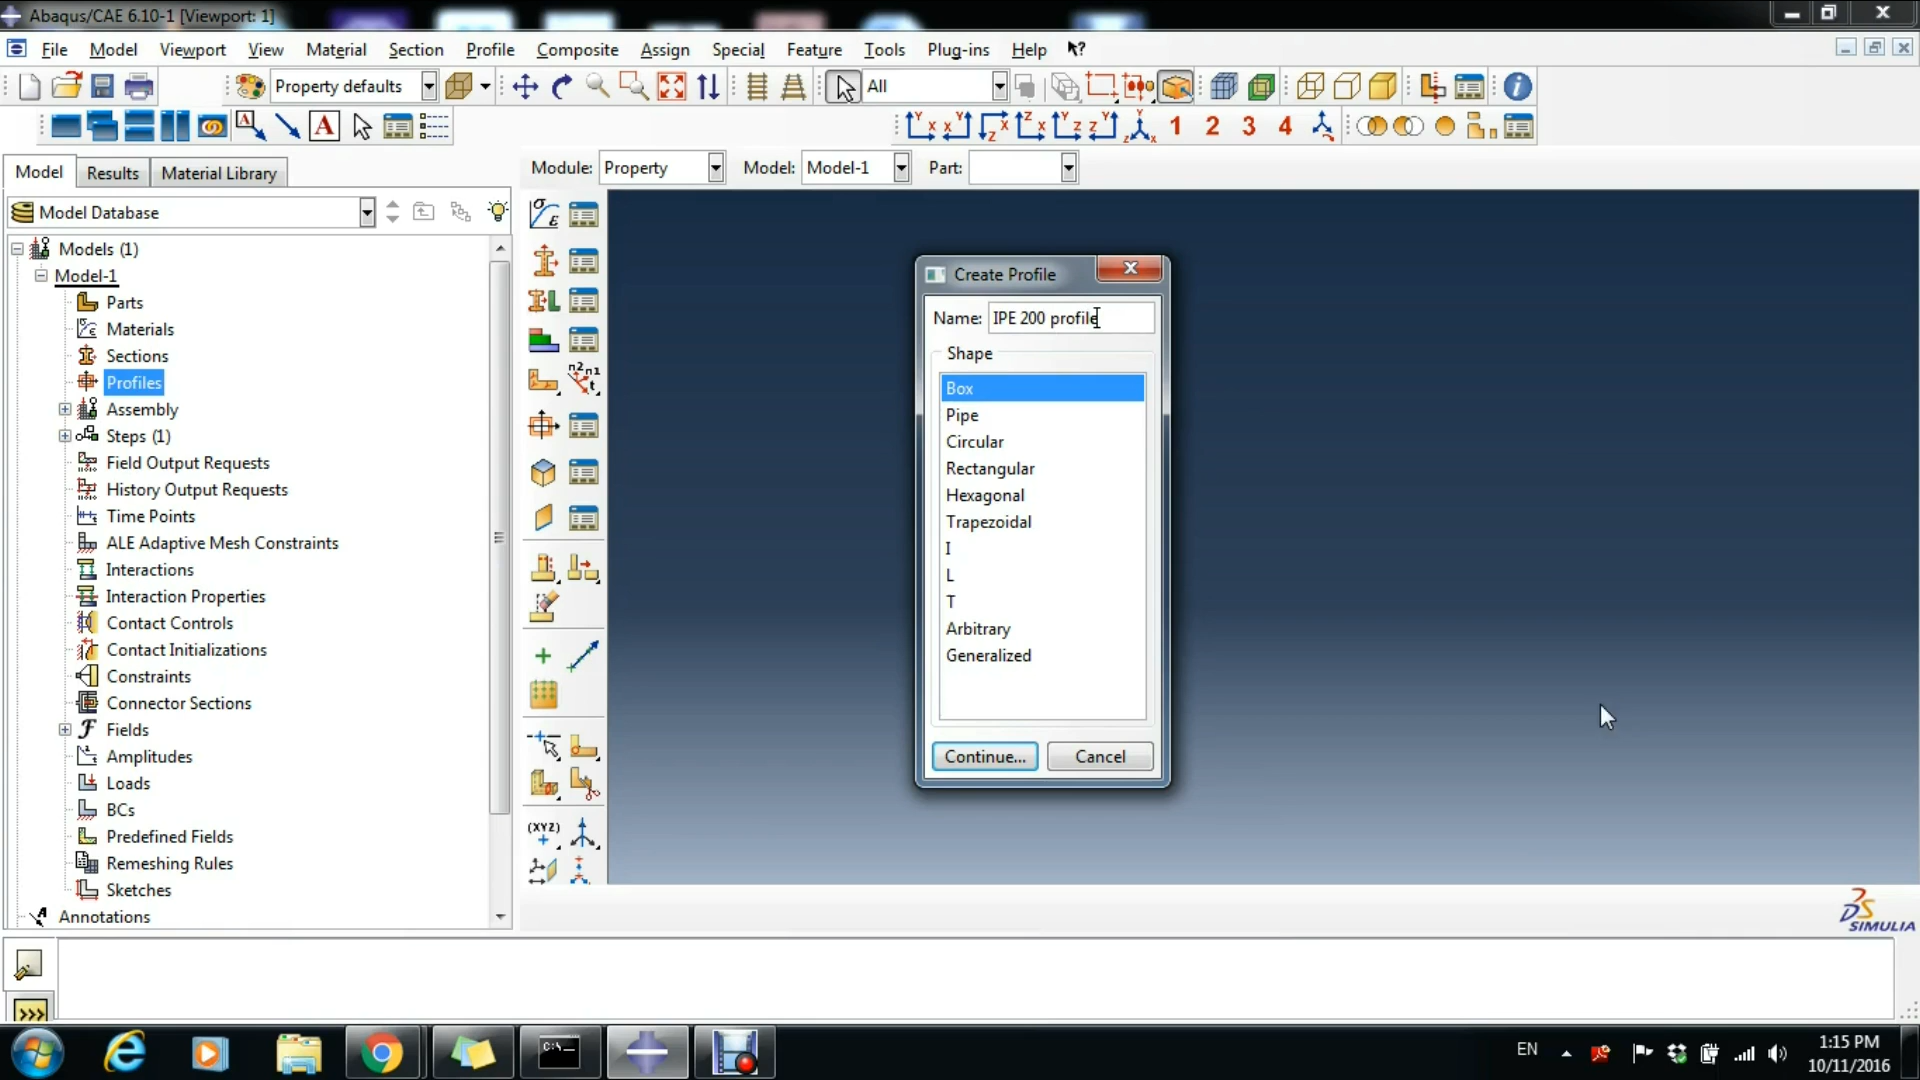 Abaqus/CAE 6.10-1 [Viewport: 1]
File Model Viewport View Material Section Profile Composite Assign Special Feature Tools Plug-ins Help
Property defaults All
A 1 2 3 4
Model Results Material Library
Module: Property Model: Model-1 Part:
Model Database
Models (1)
Model-1
Parts
Materials
Sections
Profiles
Assembly
Steps (1)
Field Output Requests
History Output Requests
Time Points
ALE Adaptive Mesh Constraints
Interactions
Interaction Properties
Contact Controls
Contact Initializations
Constraints
Connector Sections
Fields
Amplitudes
Loads
BCs
Predefined Fields
Remeshing Rules
Sketches
Annotations
(XYZ)
Create Profile
Name: IPE 200 profile
Shape
Box
Pipe
Circular
Rectangular
Hexagonal
Trapezoidal
I
L
T
Arbitrary
Generalized
Continue... Cancel
SIMULIA
>>>
EN
1:15 PM
10/11/2016